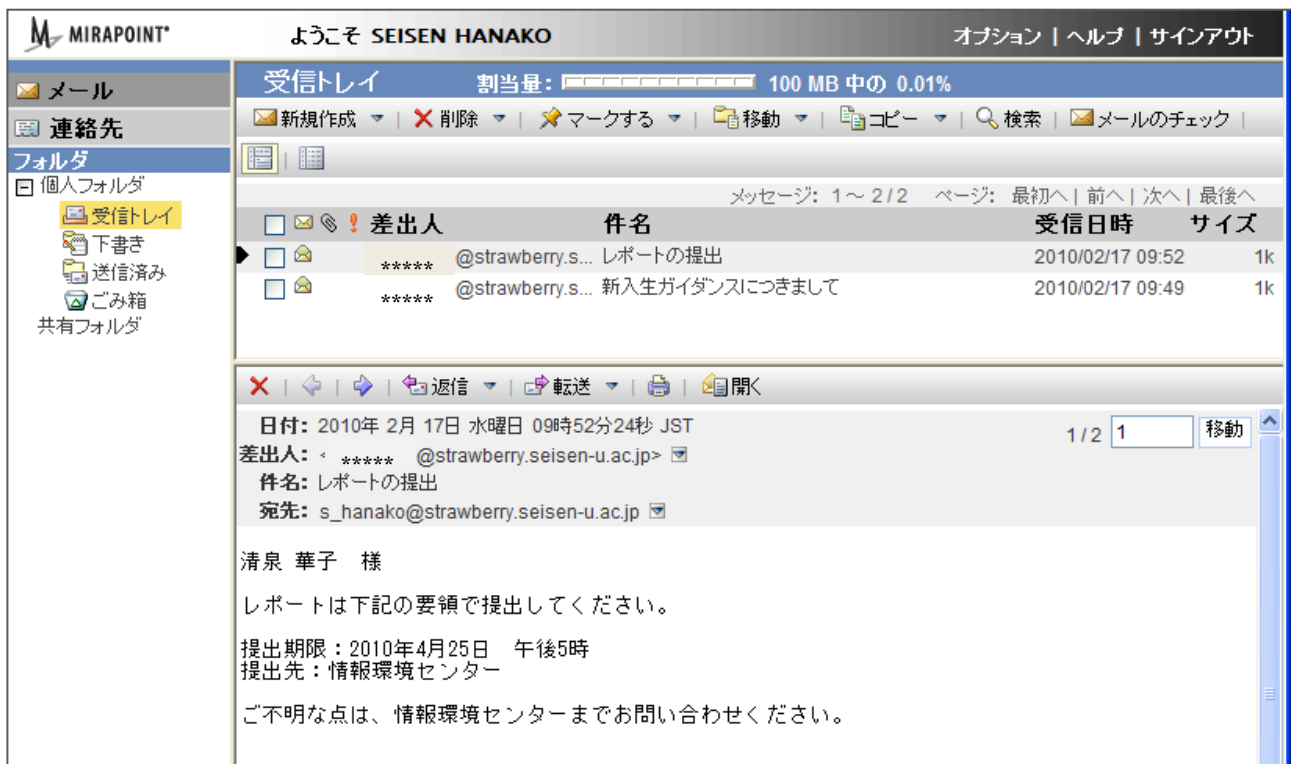 MIRAPOINT
ようこそ SEISEN HANAKO
オプション | ヘルプ | サインアウト
メール
連絡先
フォルダ
個人フォルダ
受信トレイ
下書き
送信済み
ごみ箱
共有フォルダ
受信トレイ 割当量: 100 MB 中の 0.01%
新規作成 | 削除 | マークする | 移動 | コピー | 検索 | メールのチェック |
メッセージ: 1～2/2 ページ: 最初へ | 前へ | 次へ | 最後へ
差出人 件名 受信日時 サイズ
***** @strawberry.s... レポートの提出 2010/02/17 09:52 1k
***** @strawberry.s... 新入生ガイダンスにつきまして 2010/02/17 09:49 1k
返信 | 転送 | 開く
日付: 2010年 2月 17日 水曜日 09時52分24秒 JST
1/2 1 移動
差出人: < ***** @strawberry.seisen-u.ac.jp>
件名: レポートの提出
宛先: s_hanako@strawberry.seisen-u.ac.jp
清泉 華子 様
レポートは下記の要領で提出してください。
提出期限：2010年4月25日 午後5時
提出先：情報環境センター
ご不明な点は、情報環境センターまでお問い合わせください。